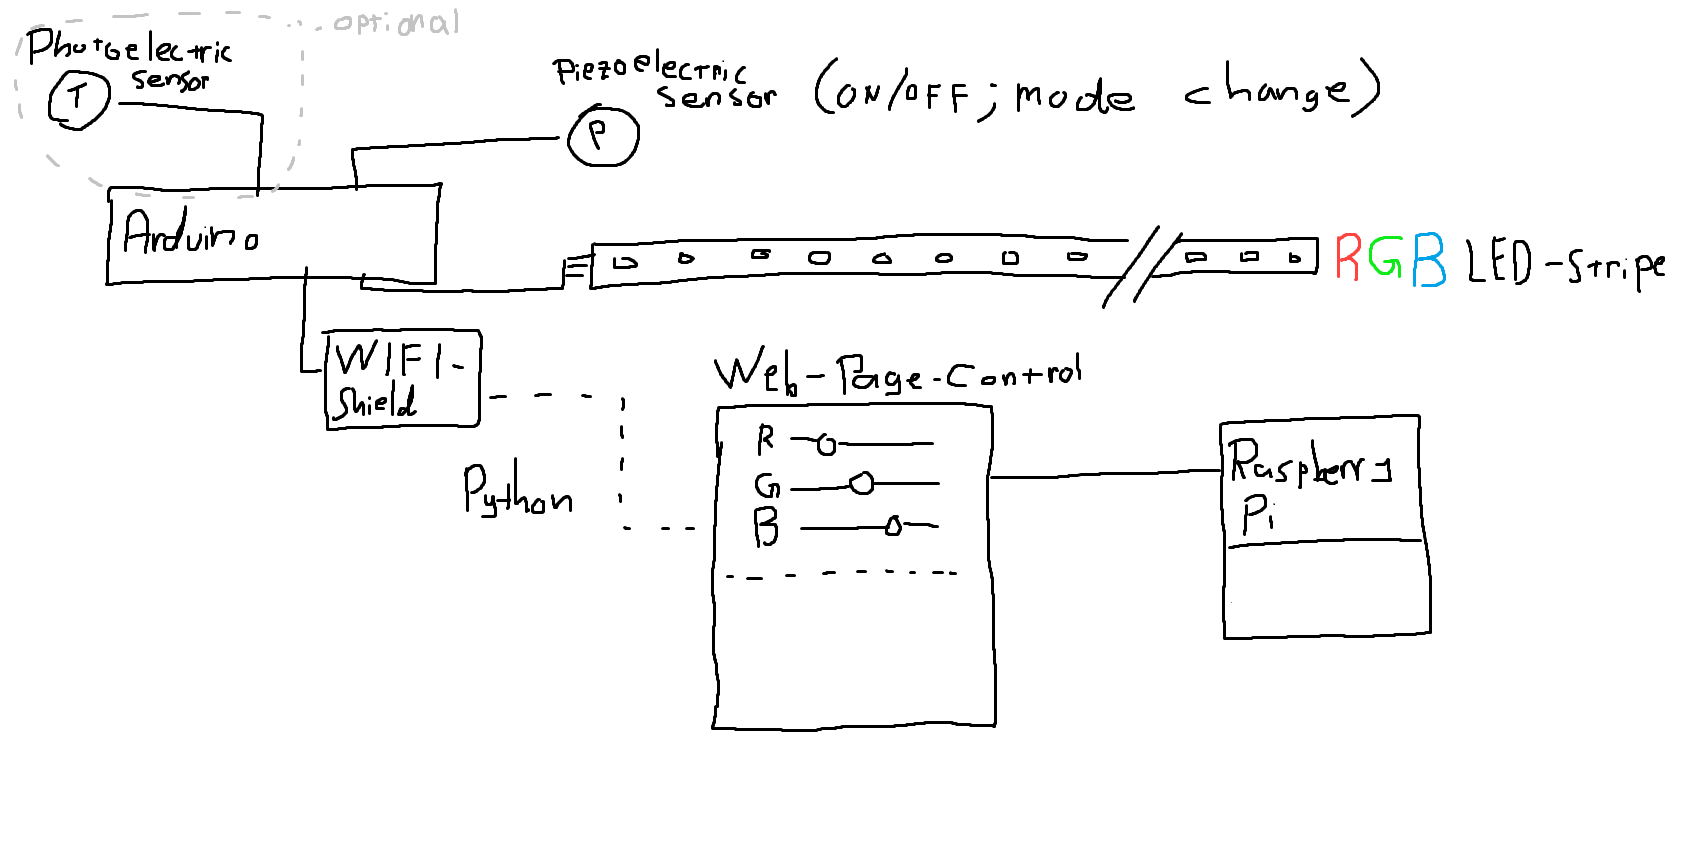 optional
Photoelectric
sensor
T
Piezoelectric
sensor (ON/OFF; mode change)
P
Arduino
RGB LED-Stripe
WIFI-
Shield
Web-Page-Control
R
G
B
Python
Raspberry
Pi